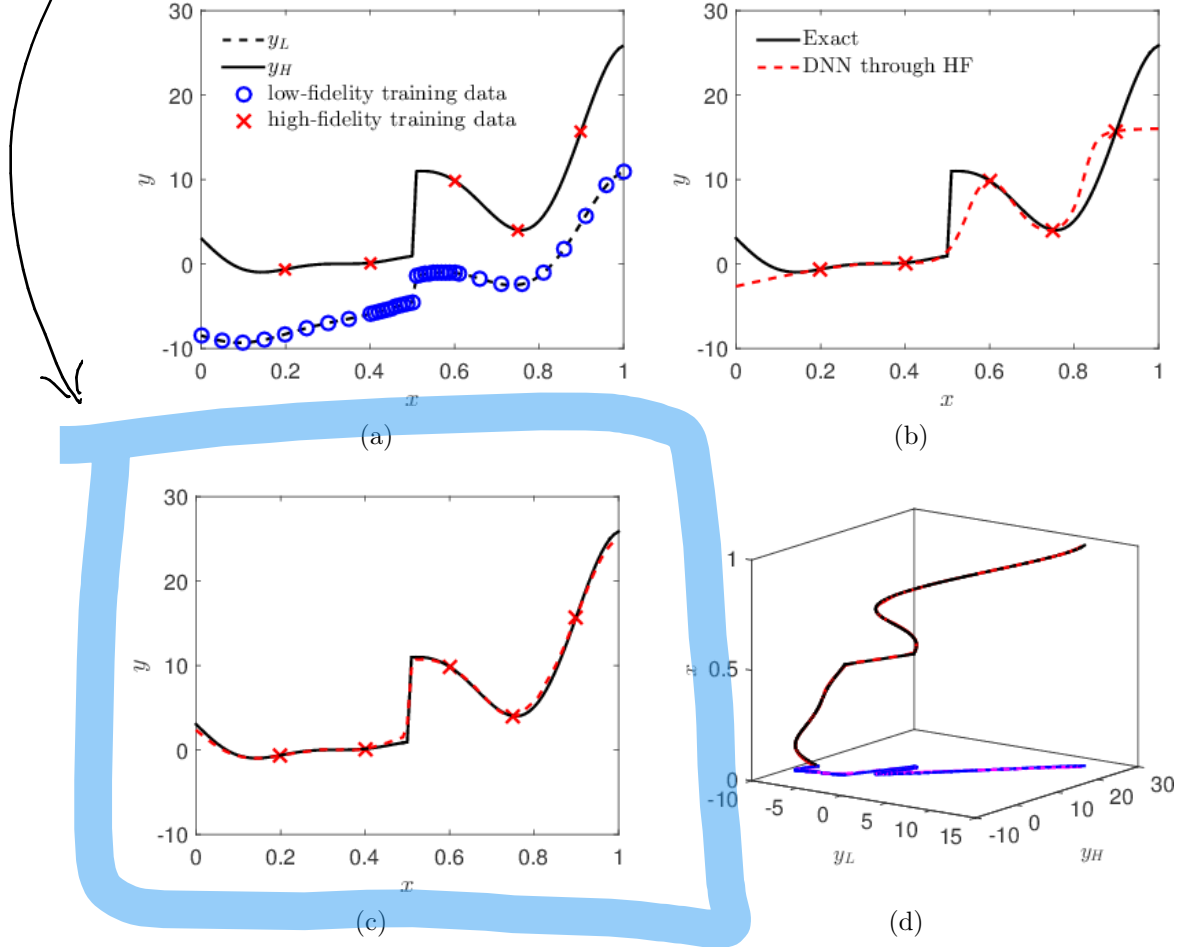 30
20
10
0
-10
y
0 0.2 0.4 0.6 0.8 1
x
y_L
y_H
low-fidelity training data
high-fidelity training data
(a)
30
20
10
0
-10
y
0 0.2 0.4 0.6 0.8 1
x
Exact
DNN through HF
(b)
30
20
10
0
-10
y
0 0.2 0.4 0.6 0.8 1
x
(c)
1
0.5
0
x
-10 -5 0 5 10 15
y_L
-10 0 10 20 30
y_H
(d)